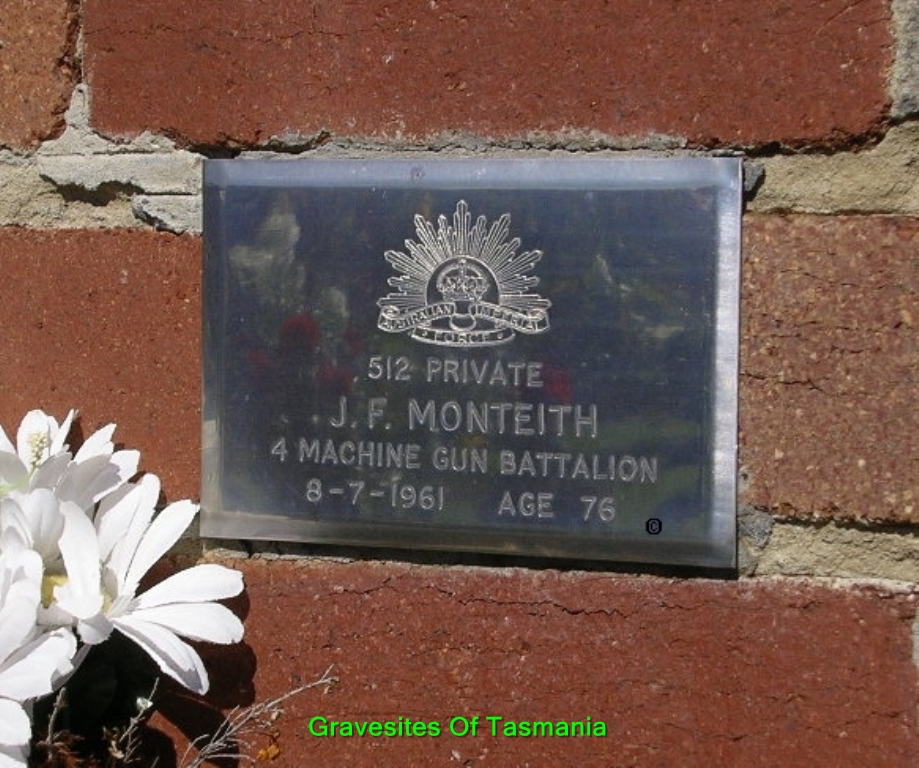 AUSTRALIAN IMPERIAL
FORCE
512 PRIVATE
J. F. MONTEITH
4 MACHINE GUN BATTALION
8-7-1961 AGE 76
©
Gravesites Of Tasmania